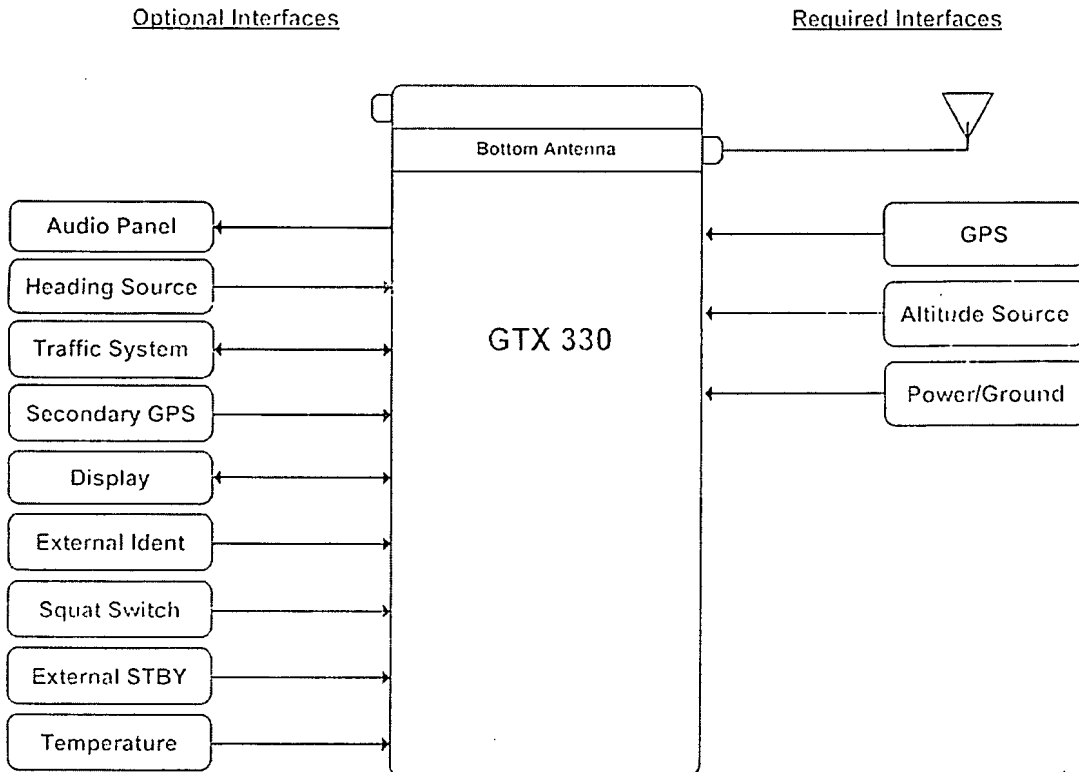 Optional Interfaces
Required Interfaces
Bottom Antenna
Audio Panel
Heading Source
Traffic System
Secondary GPS
Display
External Ident
Squat Switch
External STBY
Temperature
GTX 330
GPS
Altitude Source
Power/Ground